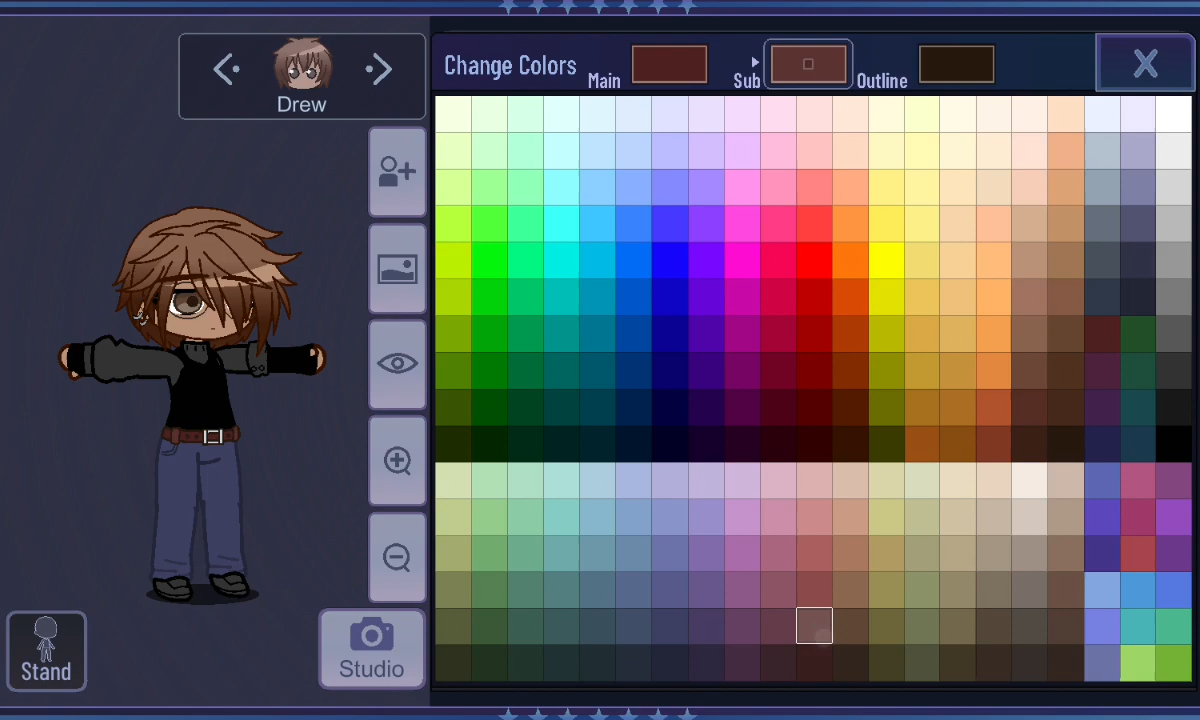 Drew
Change Colors
Main
Sub
Outline
X
Stand
Studio